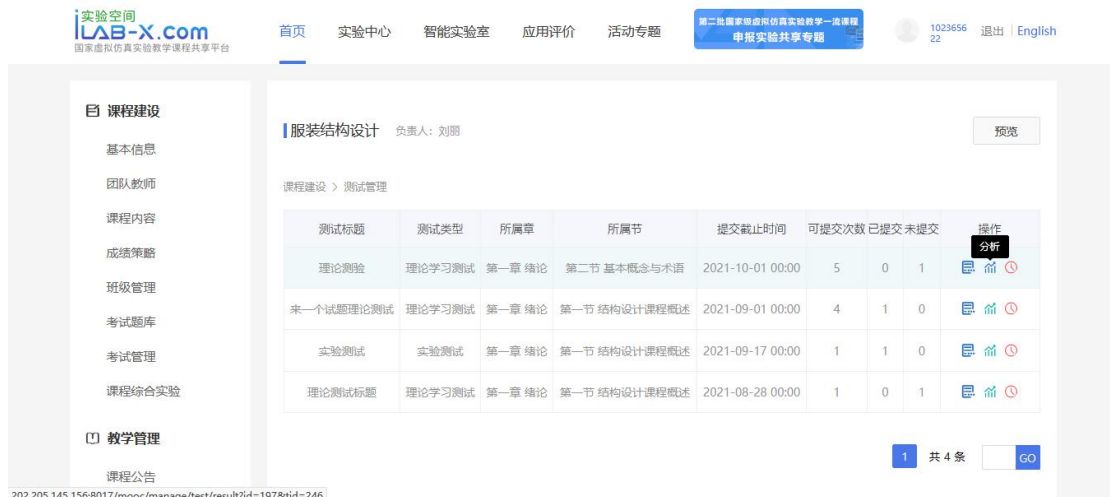 实验空间
iLAB-X.COM
国家虚拟仿真实验教学课程共享平台
首页 实验中心 智能实验室 应用评价 活动专题
第二批国家级虚拟仿真实验教学一流课程
申报实验共享专题
1023656
22
退出 English
课程建设
基本信息
团队教师
课程内容
成绩策略
班级管理
考试题库
考试管理
课程综合实验
教学管理
课程公告
服装结构设计 负责人：刘丽
预览
课程建设 > 测试管理
测试标题 测试类型 所属章 所属节 提交截止时间 可提交次数 已提交 未提交 操作
分析
理论测验 理论学习测试 第一章 绪论 第二节 基本概念与术语 2021-10-01 00:00 5 0 1
来一个试题理论测试 理论学习测试 第一章 绪论 第一节 结构设计课程概述 2021-09-01 00:00 4 1 0
实验测试 实验测试 第一章 绪论 第一节 结构设计课程概述 2021-09-17 00:00 1 1 0
理论测试标题 理论学习测试 第一章 绪论 第一节 结构设计课程概述 2021-08-28 00:00 1 0 1
1 共 4 条 GO
202.205.145.156:8017/mooc/manage/test/result?id=197&tid=246